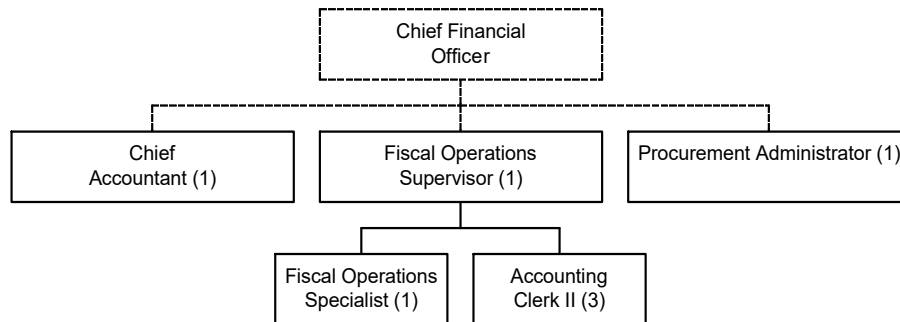 Chief Financial
Officer
Chief
Accountant (1)
Fiscal Operations
Supervisor (1)
Procurement Administrator (1)
Fiscal Operations
Specialist (1)
Accounting
Clerk II (3)